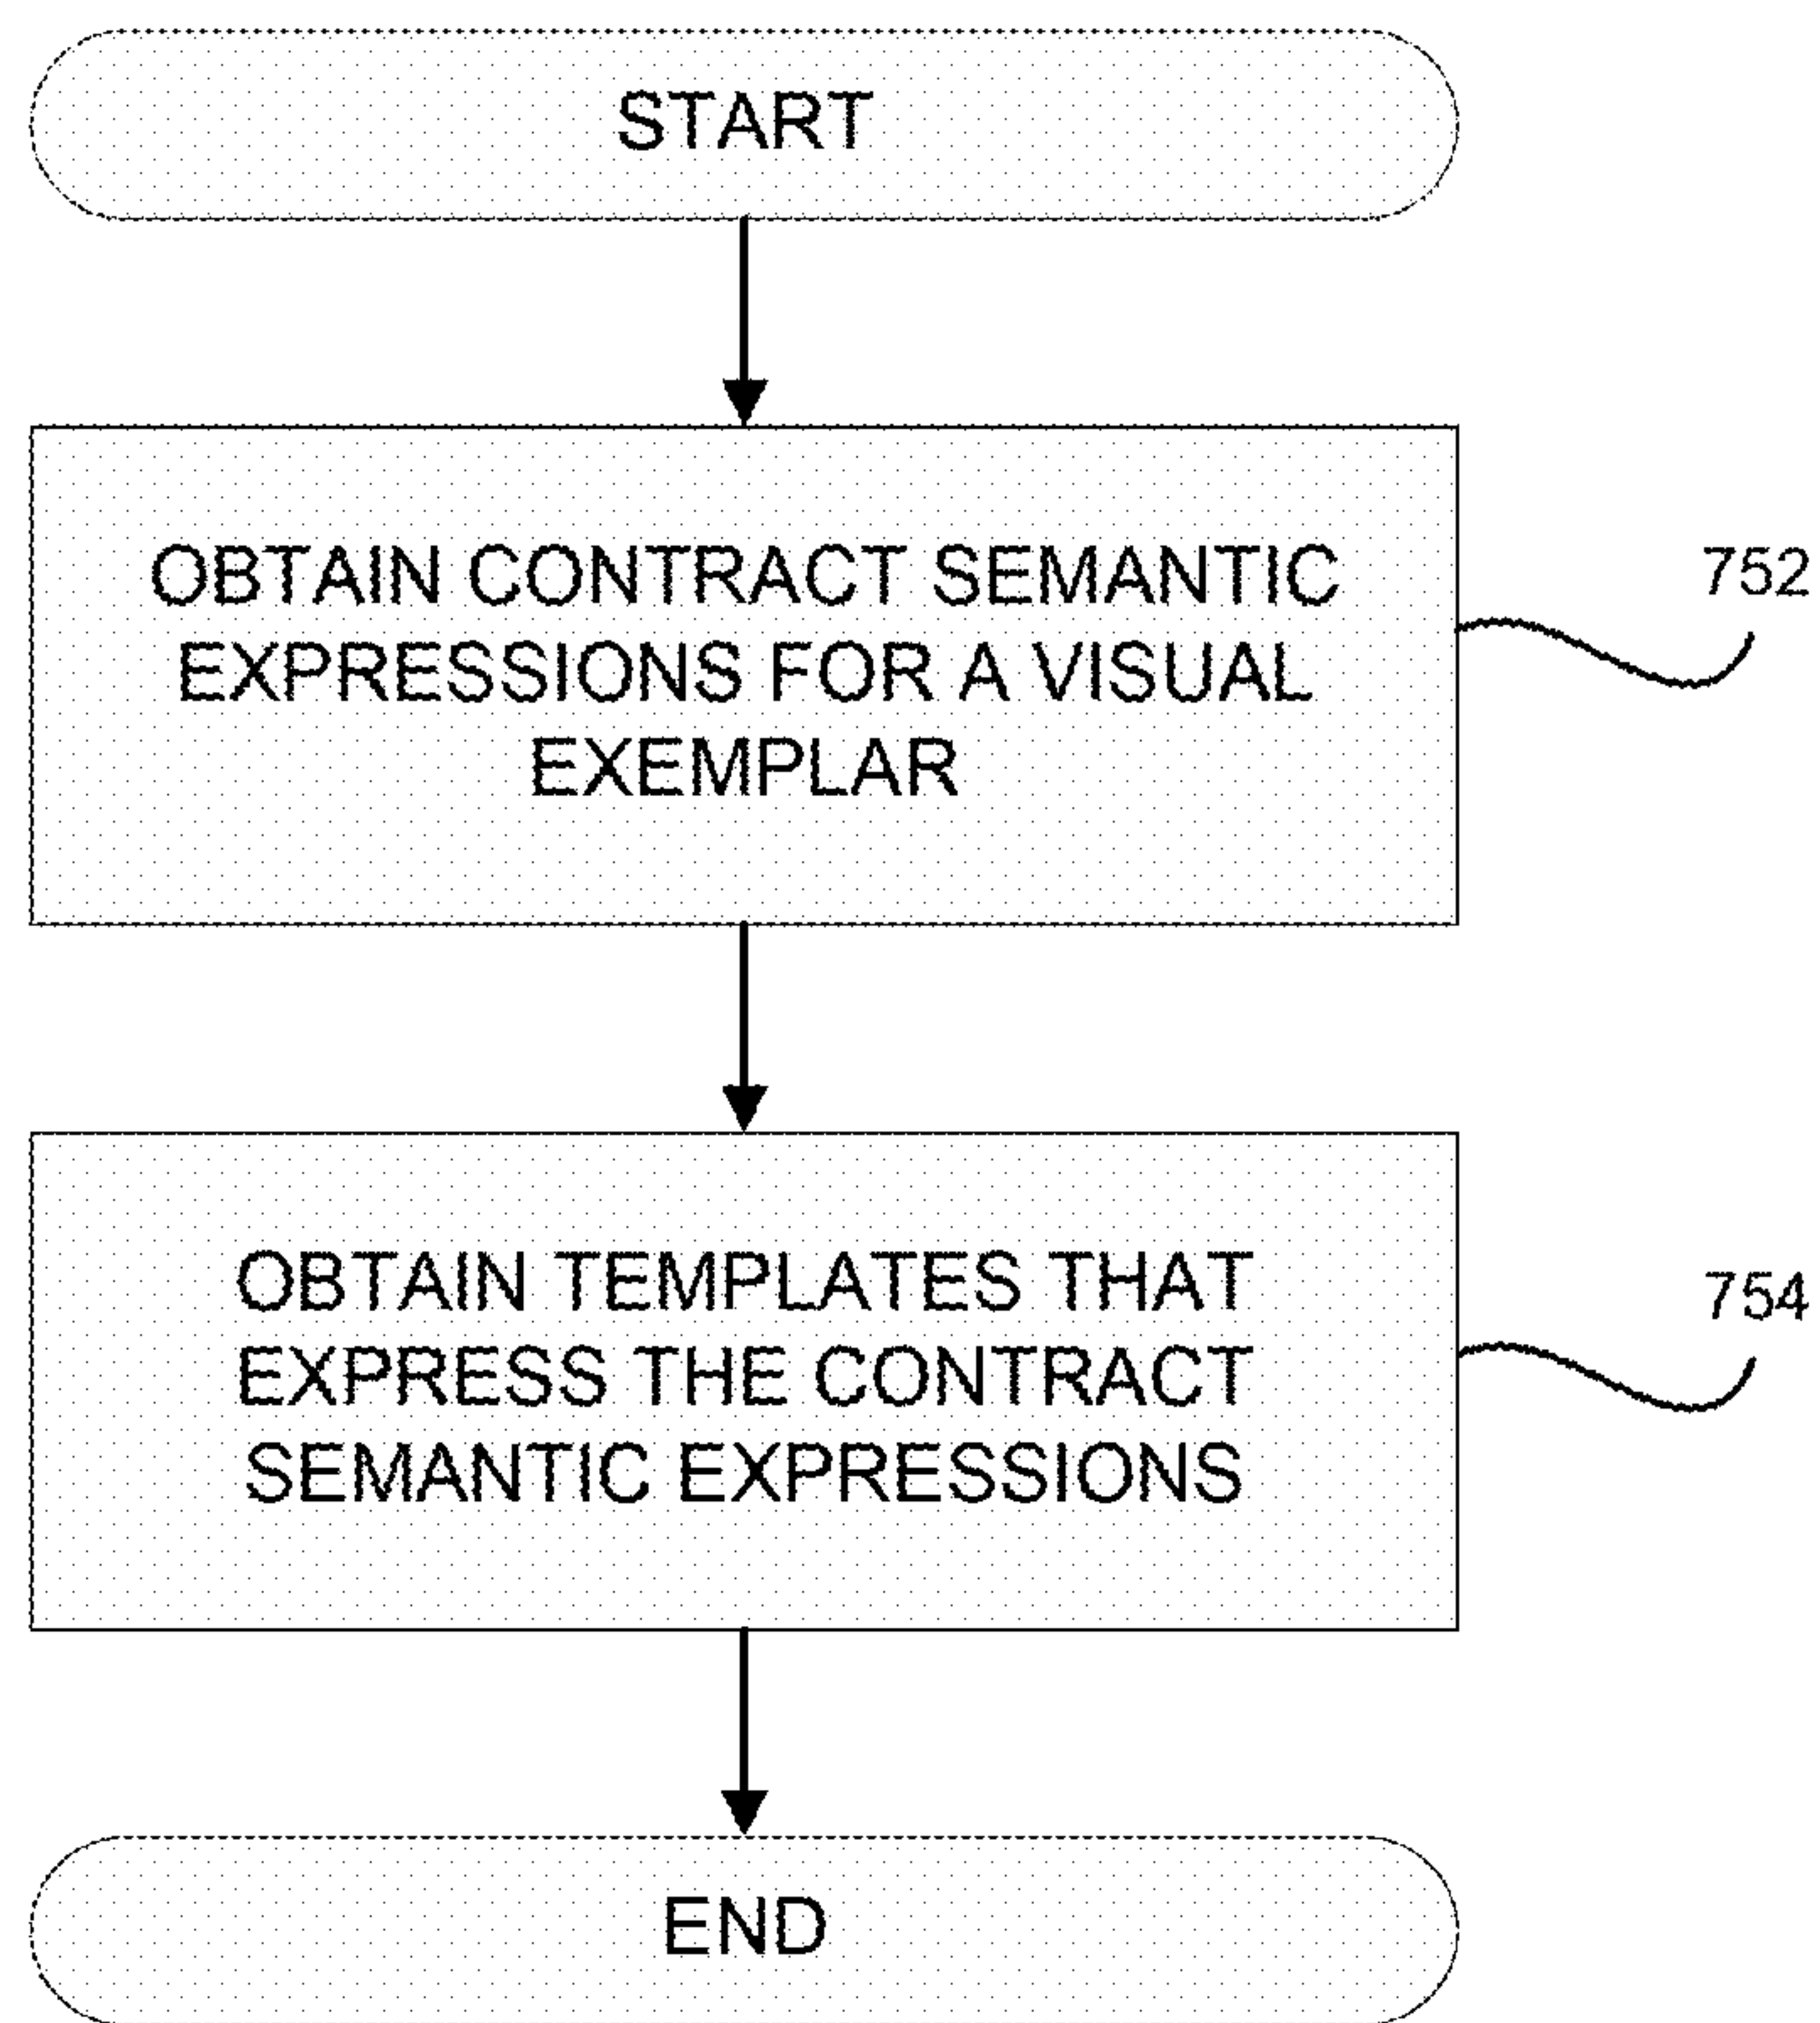 START
OBTAIN CONTRACT SEMANTIC
EXPRESSIONS FOR A VISUAL
EXEMPLAR
752
OBTAIN TEMPLATES THAT
EXPRESS THE CONTRACT
SEMANTIC EXPRESSIONS
754
END